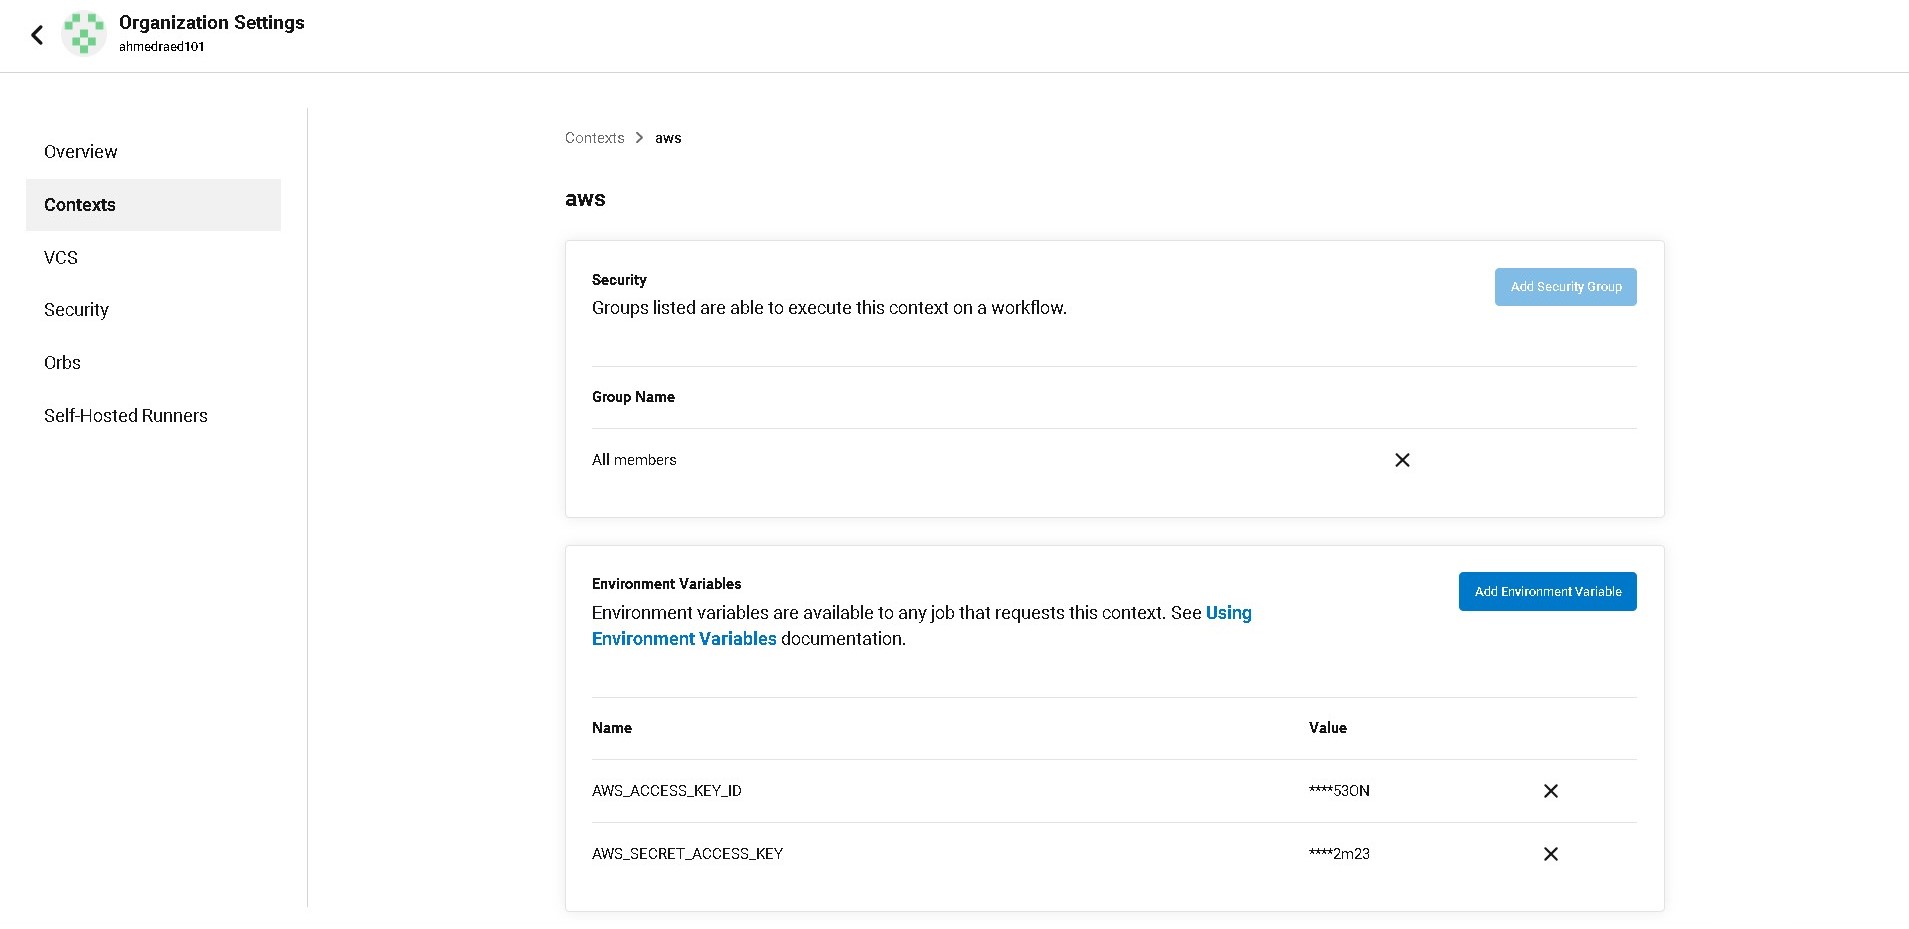 Organization Settings
ahmedraed101
Overview
Contexts
VCS
Security
Orbs
Self-Hosted Runners
Contexts > aws
aws
Security
Add Security Group
Groups listed are able to execute this context on a workflow.
Group Name
All members
Environment Variables
Add Environment Variable
Environment variables are available to any job that requests this context. See Using
Environment Variables documentation.
Name Value
AWS_ACCESS_KEY_ID ****53ON
AWS_SECRET_ACCESS_KEY ****2m23